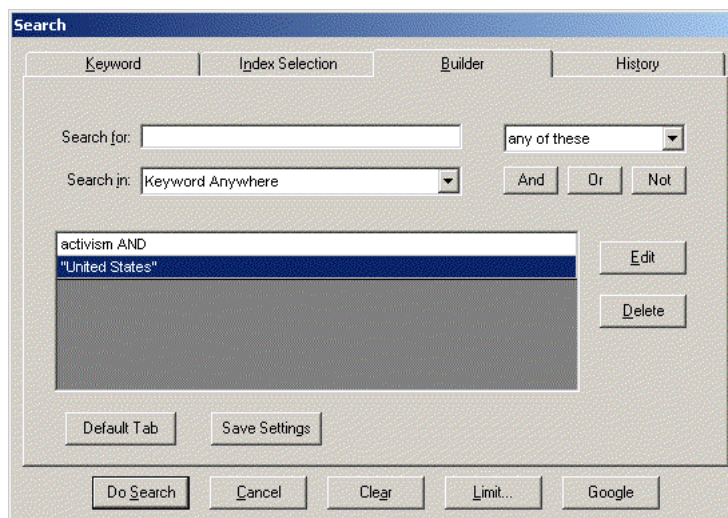 Search
Keyword Index Selection Builder History
Search for: any of these
Search in: Keyword Anywhere And Or Not
activism AND
"United States"
Edit
Delete
Default Tab Save Settings
Do Search Cancel Clear Limit... Google